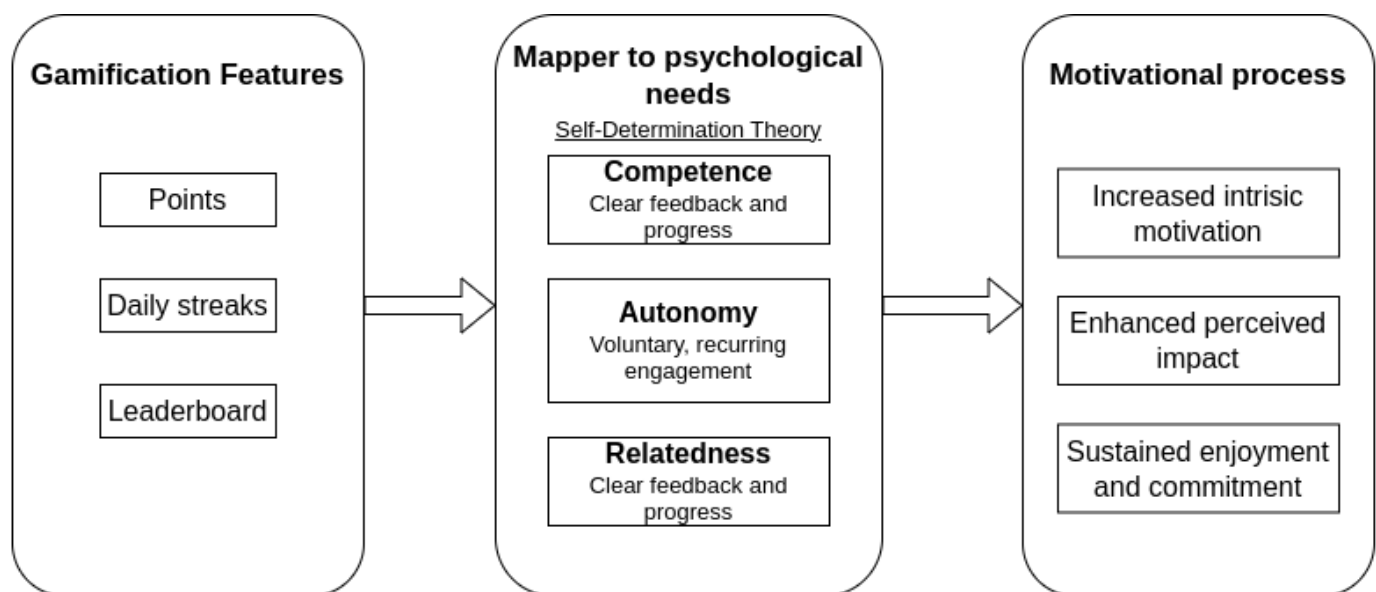 Gamification Features
Points
Daily streaks
Leaderboard
Mapper to psychological
needs
Self-Determination Theory
Competence
Clear feedback and
progress
Autonomy
Voluntary, recurring
engagement
Relatedness
Clear feedback and
progress
Motivational process
Increased intrisic
motivation
Enhanced perceived
impact
Sustained enjoyment
and commitment